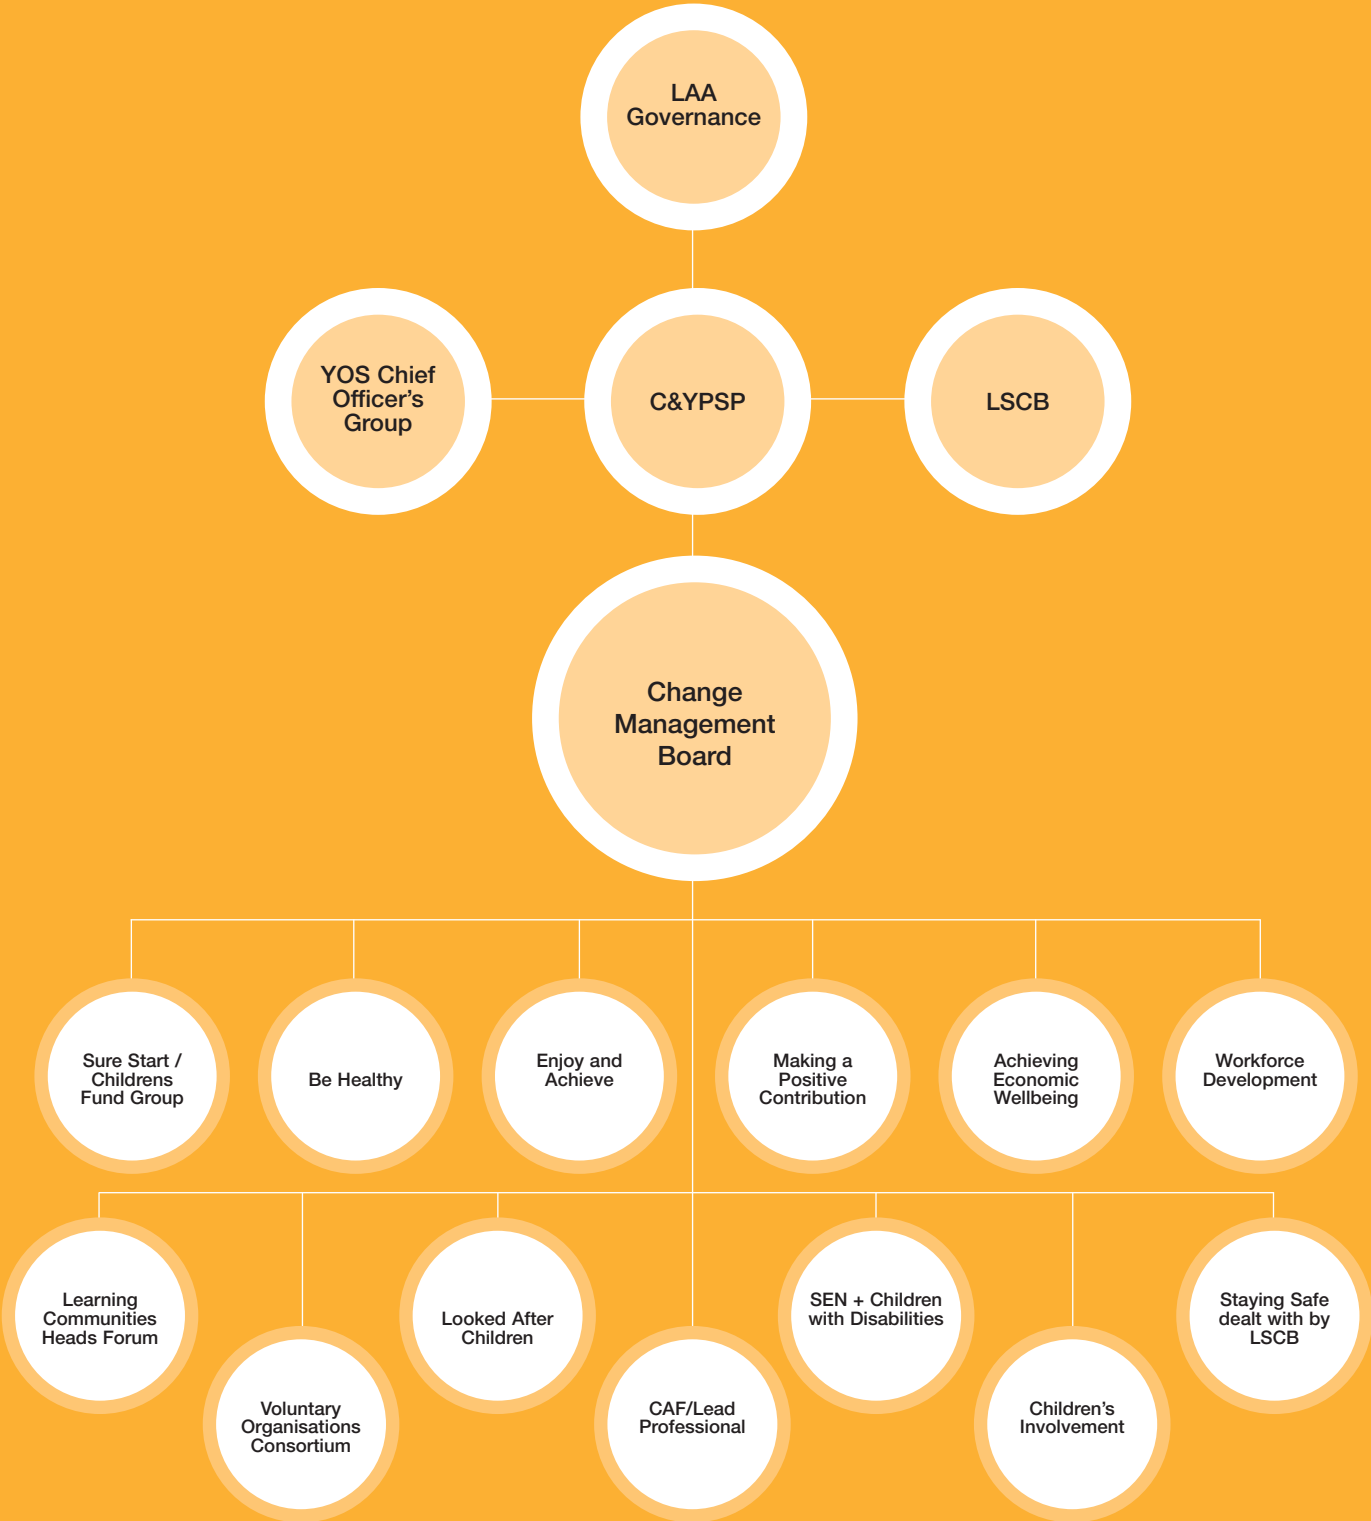 LAA
Governance
YOS Chief
Officer’s
Group
C&YPSP
LSCB
Change
Management
Board
Sure Start /
Childrens
Fund Group
Be Healthy
Enjoy and
Achieve
Making a
Positive
Contribution
Achieving
Economic
Wellbeing
Workforce
Development
Learning
Communities
Heads Forum
Voluntary
Organisations
Consortium
Looked After
Children
CAF/Lead
Professional
SEN + Children
with Disabilities
Children’s
Involvement
Staying Safe
dealt with by
LSCB